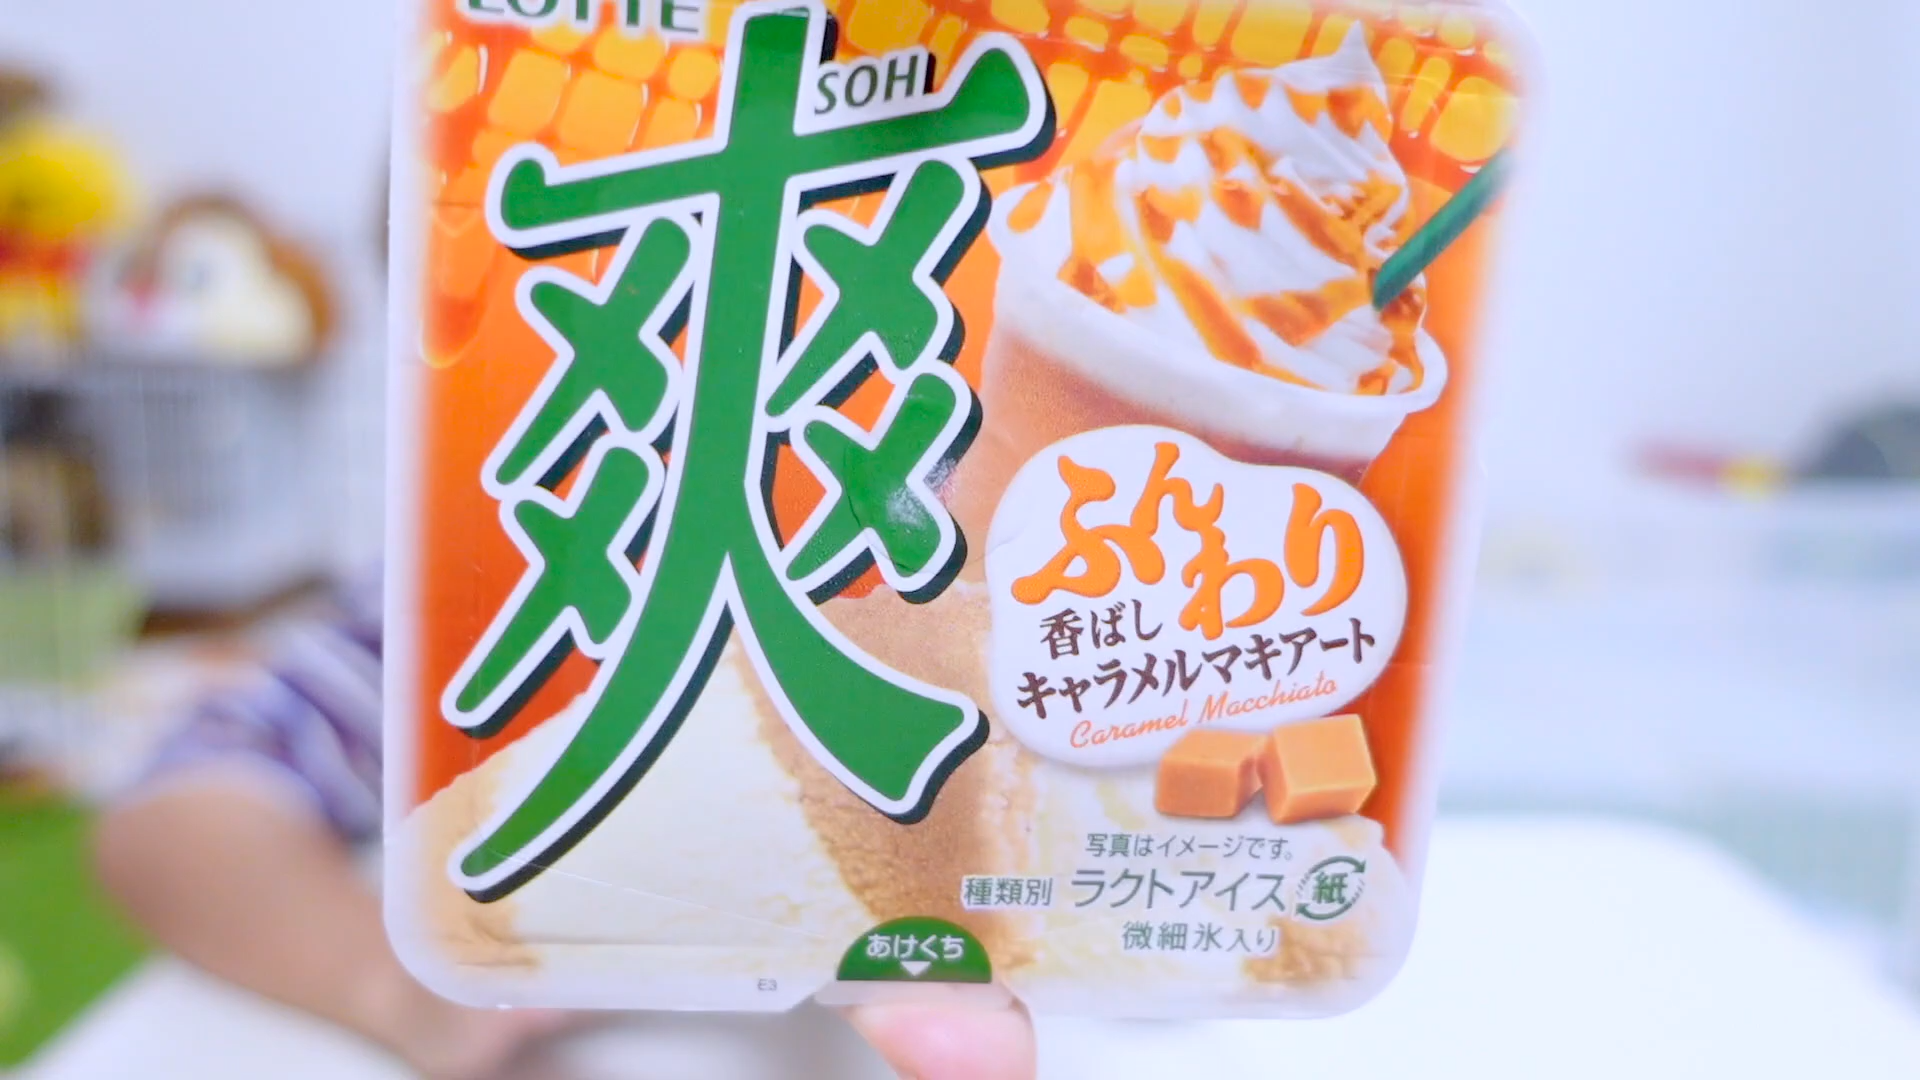 LOTTE
爽
SOH
ふんわり
香ばし
キャラメルマキアート
Caramel Macchiato
写真はイメージです。
種類別 ラクトアイス 紙
微細氷入り
あけくち
E3